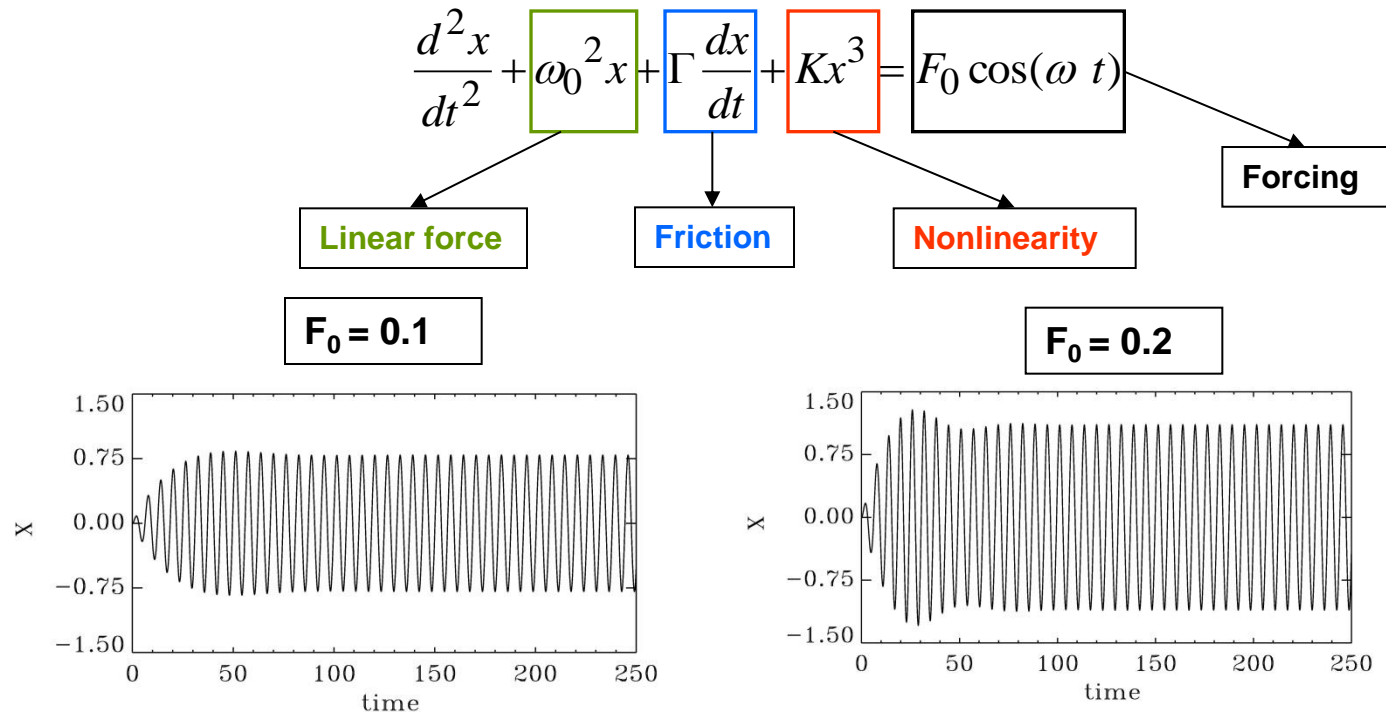 d²x/dt² + ω₀²x + Γ dx/dt + Kx³ = F₀ cos(ω t)
Forcing
Linear force
Friction
Nonlinearity
F₀ = 0.1
F₀ = 0.2
1.50
0.75
0.00
−0.75
−1.50
X
0 50 100 150 200 250
time
1.50
0.75
0.00
−0.75
−1.50
X
0 50 100 150 200 250
time